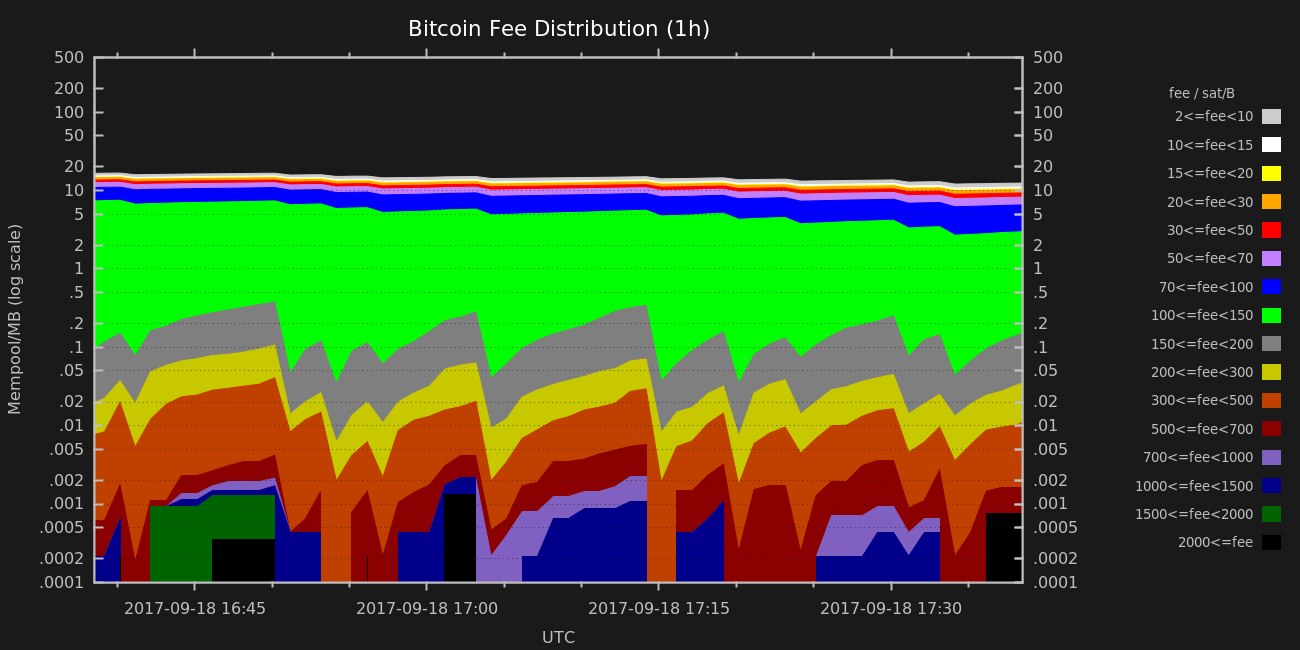 Bitcoin Fee Distribution (1h)
500
200
100
50
20
10
5
2
1
.5
.2
.1
.05
.02
.01
.005
.002
.001
.0005
.0002
.0001
Mempool/MB (log scale)
500
200
100
50
20
10
5
2
1
.5
.2
.1
.05
.02
.01
.005
.002
.001
.0005
.0002
.0001
2017-09-18 16:45
2017-09-18 17:00
2017-09-18 17:15
2017-09-18 17:30
UTC
fee / sat/B
2<=fee<10
10<=fee<15
15<=fee<20
20<=fee<30
30<=fee<50
50<=fee<70
70<=fee<100
100<=fee<150
150<=fee<200
200<=fee<300
300<=fee<500
500<=fee<700
700<=fee<1000
1000<=fee<1500
1500<=fee<2000
2000<=fee